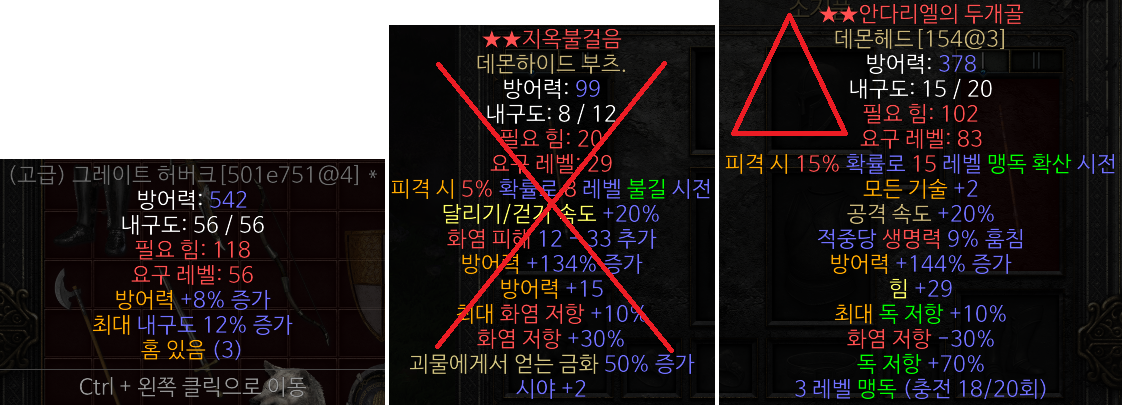 (고급) 그레이트 허버크[501e751@4] *
방어력: 542
내구도: 56 / 56
필요 힘: 118
요구 레벨: 56
방어력 +8% 증가
최대 내구도 12% 증가
홈 있음 (3)
Ctrl + 왼쪽 클릭으로 이동
★★지옥불걸음
데몬하이드 부츠.
방어력: 99
내구도: 8 / 12
필요 힘: 20
요구 레벨: 29
피격 시 5% 확률로 8 레벨 불길 시전
달리기/걷기 속도 +20%
화염 피해 12 - 33 추가
방어력 +134% 증가
방어력 +15
최대 화염 저항 +10%
화염 저항 +30%
괴물에게서 얻는 금화 50% 증가
시야 +2
★★안다리엘의 두개골
데몬헤드[154@3]
방어력: 378
내구도: 15 / 20
필요 힘: 102
요구 레벨: 83
피격 시 15% 확률로 15 레벨 맹독 확산 시전
모든 기술 +2
공격 속도 +20%
적중당 생명력 9% 훔침
방어력 +144% 증가
힘 +29
최대 독 저항 +10%
화염 저항 -30%
독 저항 +70%
3 레벨 맹독 (충전 18/20회)